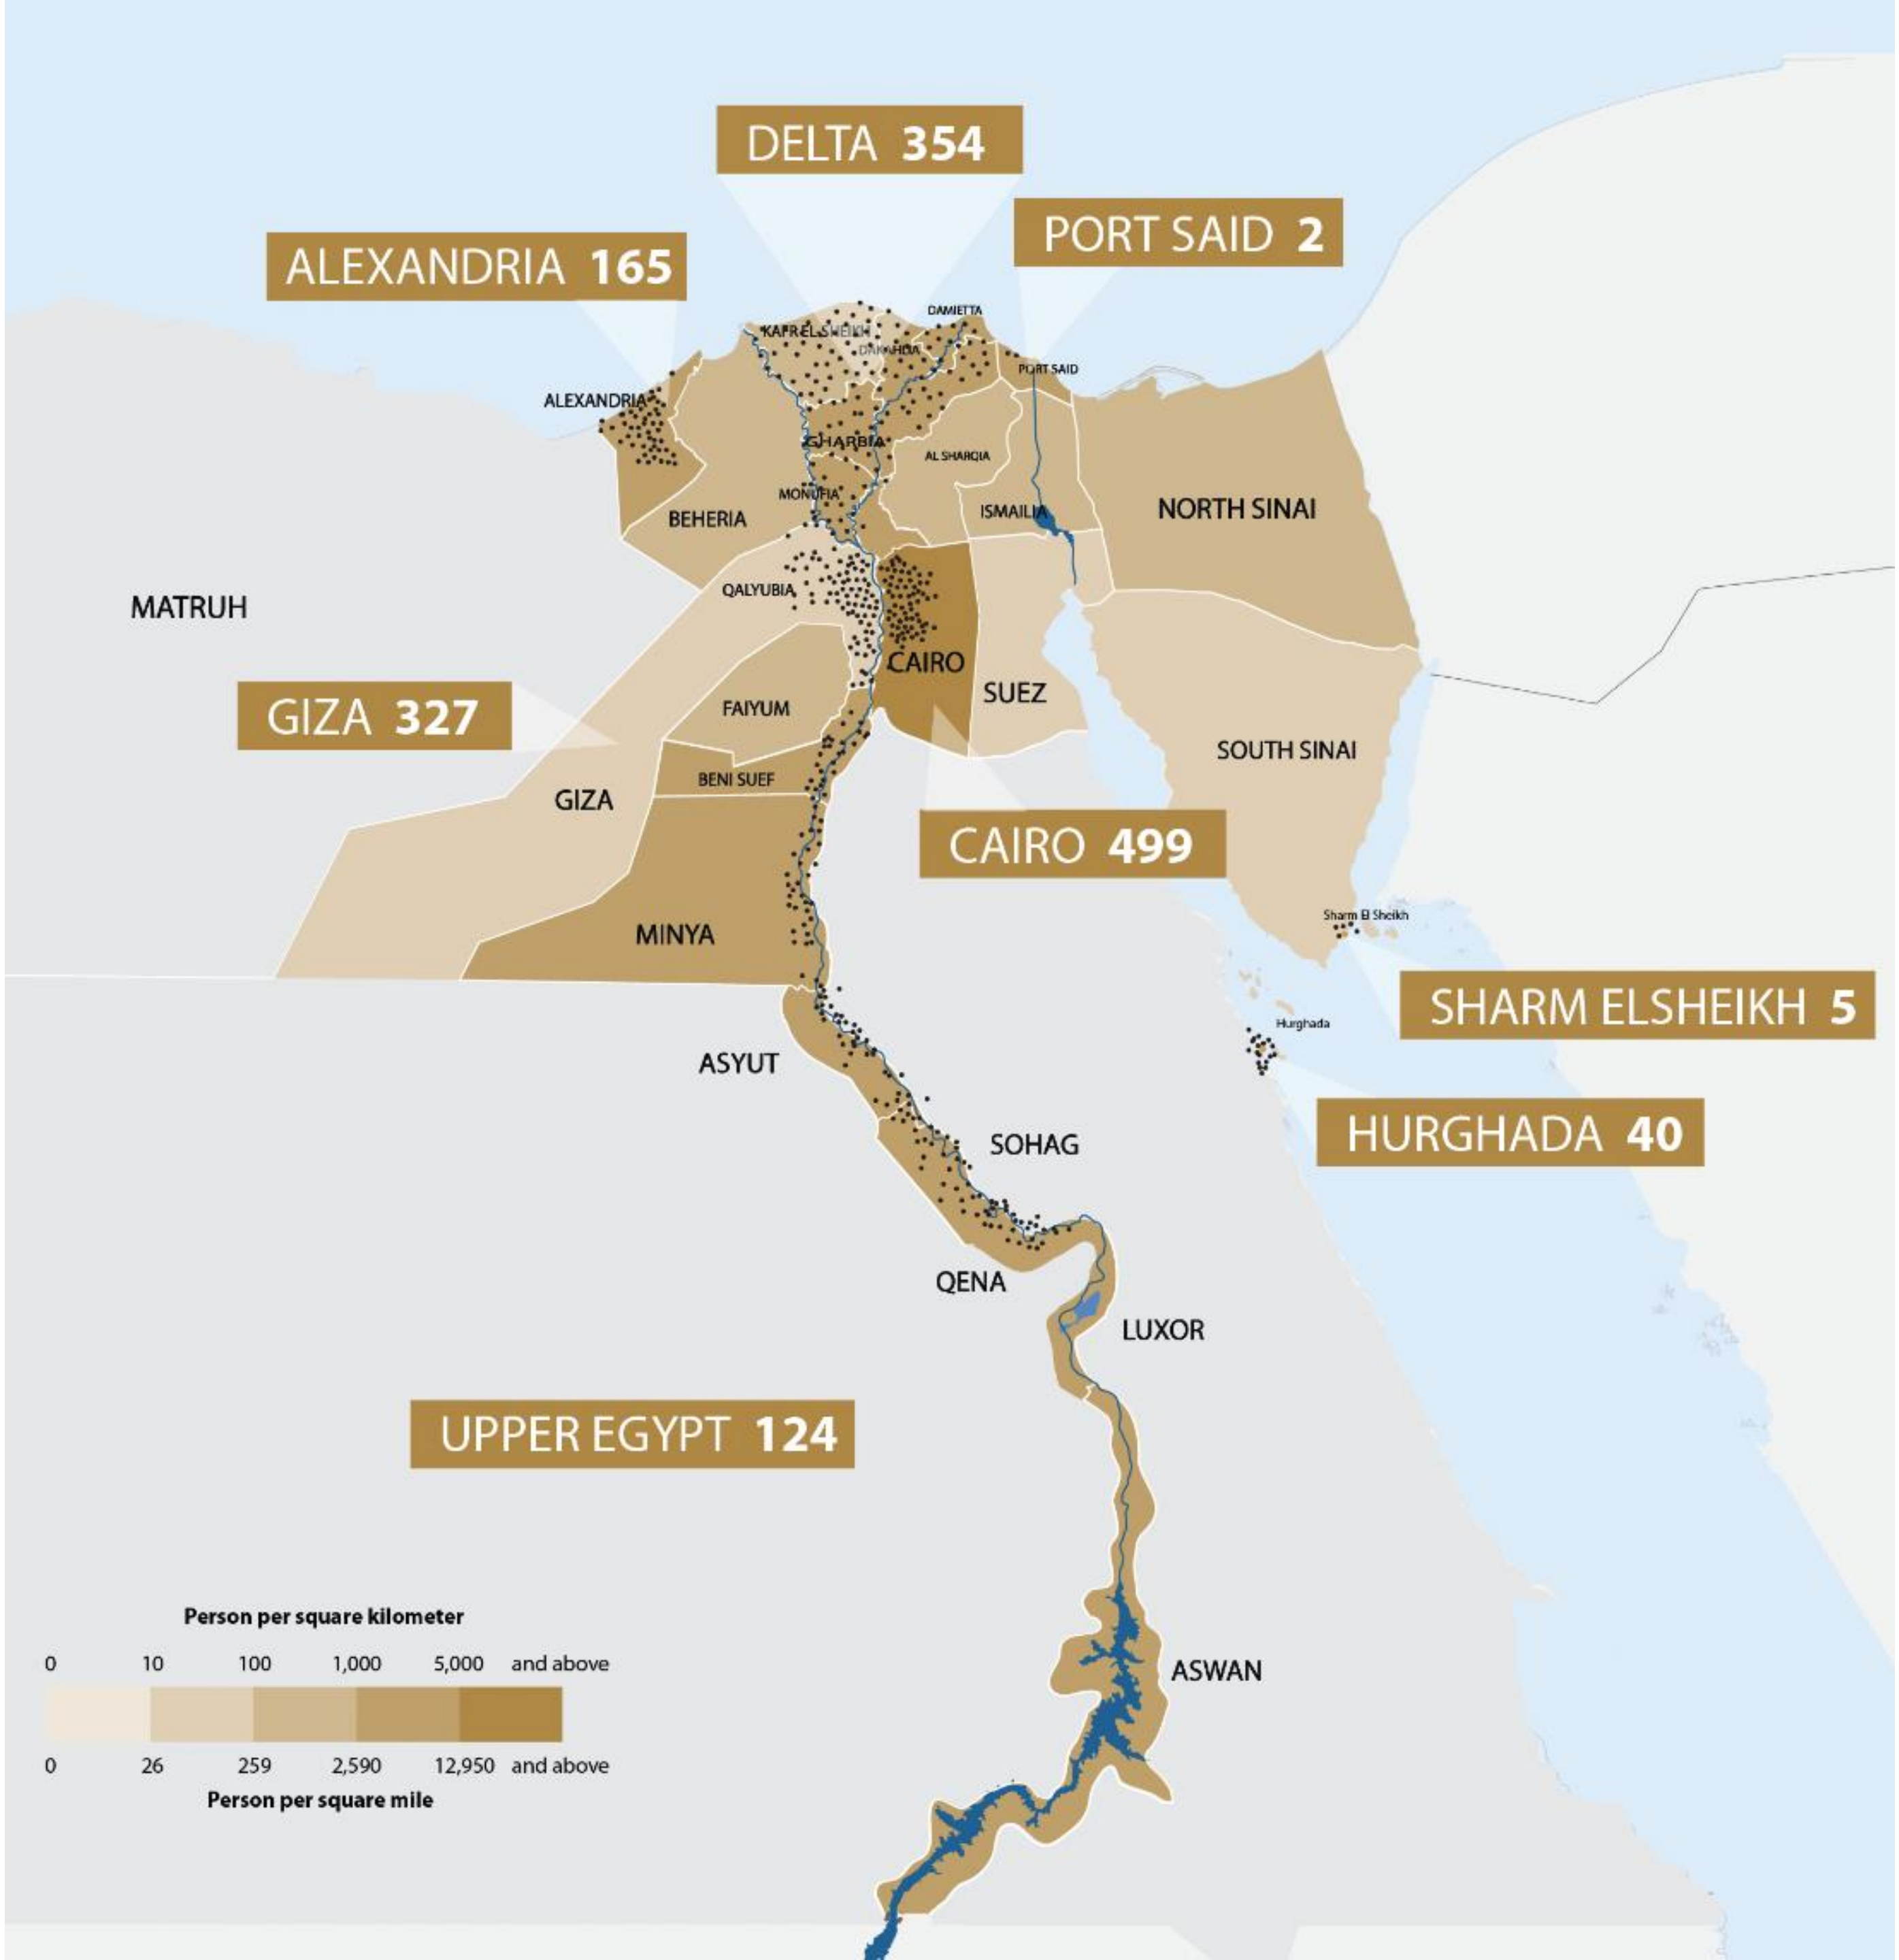 DELTA 354
PORT SAID 2
ALEXANDRIA 165
DAMIETTA
KAFR EL-SHEIKH
DAKAHLIA
PORT SAID
ALEXANDRIA
GHARBIA
AL SHARQIA
MONUFIA
BEHERIA
ISMAILIA
NORTH SINAI
QALYUBIA
MATRUH
CAIRO
SUEZ
FAIYUM
GIZA 327
SOUTH SINAI
BENI SUEF
GIZA
CAIRO 499
MINYA
Sharm El Sheikh
SHARM ELSHEIKH 5
Hurghada
ASYUT
HURGHADA 40
SOHAG
QENA
LUXOR
UPPER EGYPT 124
Person per square kilometer
0 10 100 1,000 5,000 and above
ASWAN
0 26 259 2,590 12,950 and above
Person per square mile